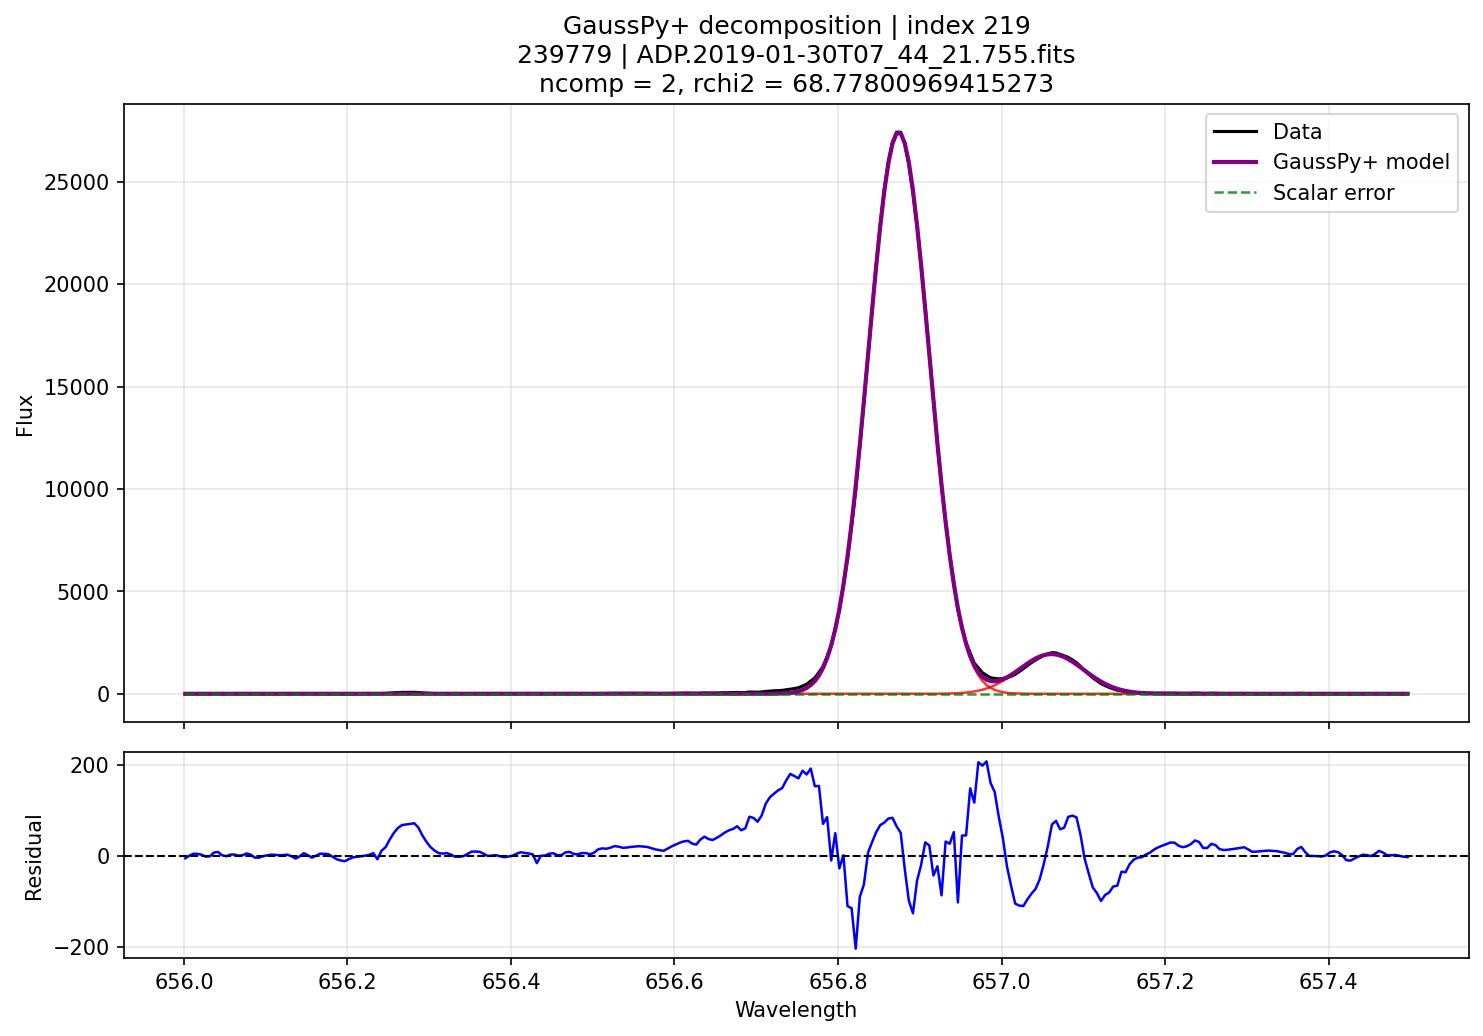 GaussPy+ decomposition | index 219
239779 | ADP.2019-01-30T07_44_21.755.fits
ncomp = 2, rchi2 = 68.77800969415273
Data
GaussPy+ model
Scalar error
Flux
25000
20000
15000
10000
5000
0
Residual
200
0
−200
656.0
656.2
656.4
656.6
656.8
657.0
657.2
657.4
Wavelength